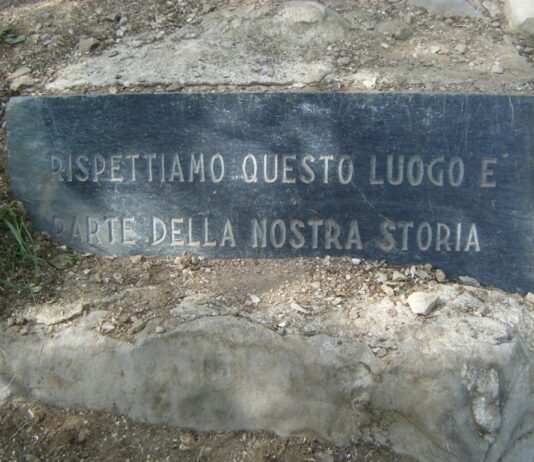 RISPETTIAMO QUESTO LUOGO E'
PARTE DELLA NOSTRA STORIA